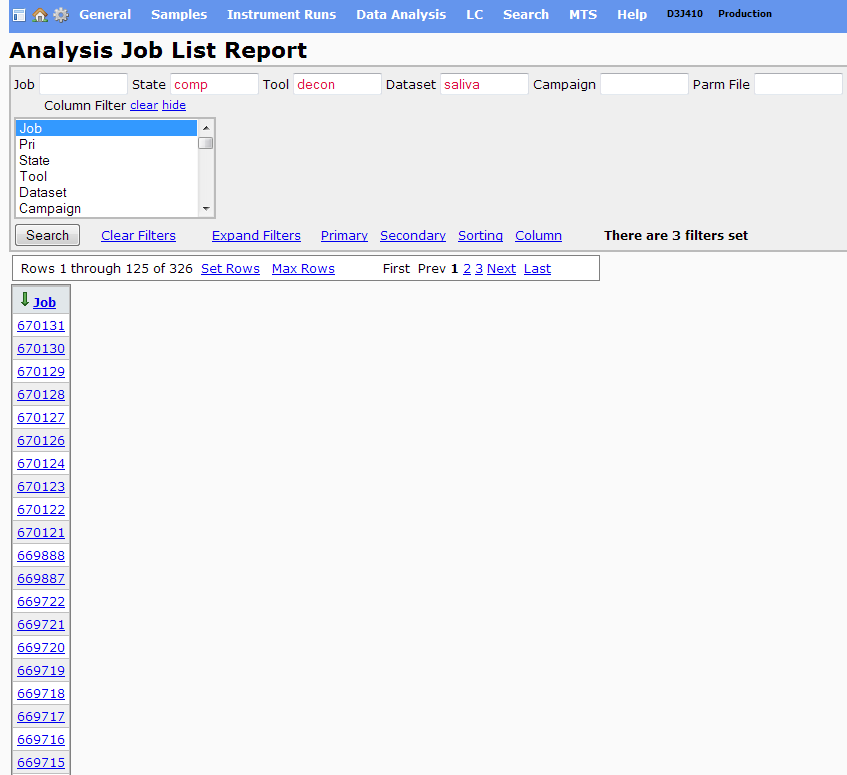 General Samples Instrument Runs Data Analysis LC Search MTS Help D3J410 Production
Analysis Job List Report
Job State comp Tool decon Dataset saliva Campaign Parm File
Column Filter clear hide
Job
Pri
State
Tool
Dataset
Campaign
Search Clear Filters Expand Filters Primary Secondary Sorting Column There are 3 filters set
Rows 1 through 125 of 326 Set Rows Max Rows First Prev 1 2 3 Next Last
Job
670131
670130
670129
670128
670127
670126
670124
670123
670122
670121
669888
669887
669722
669721
669720
669719
669718
669717
669716
669715